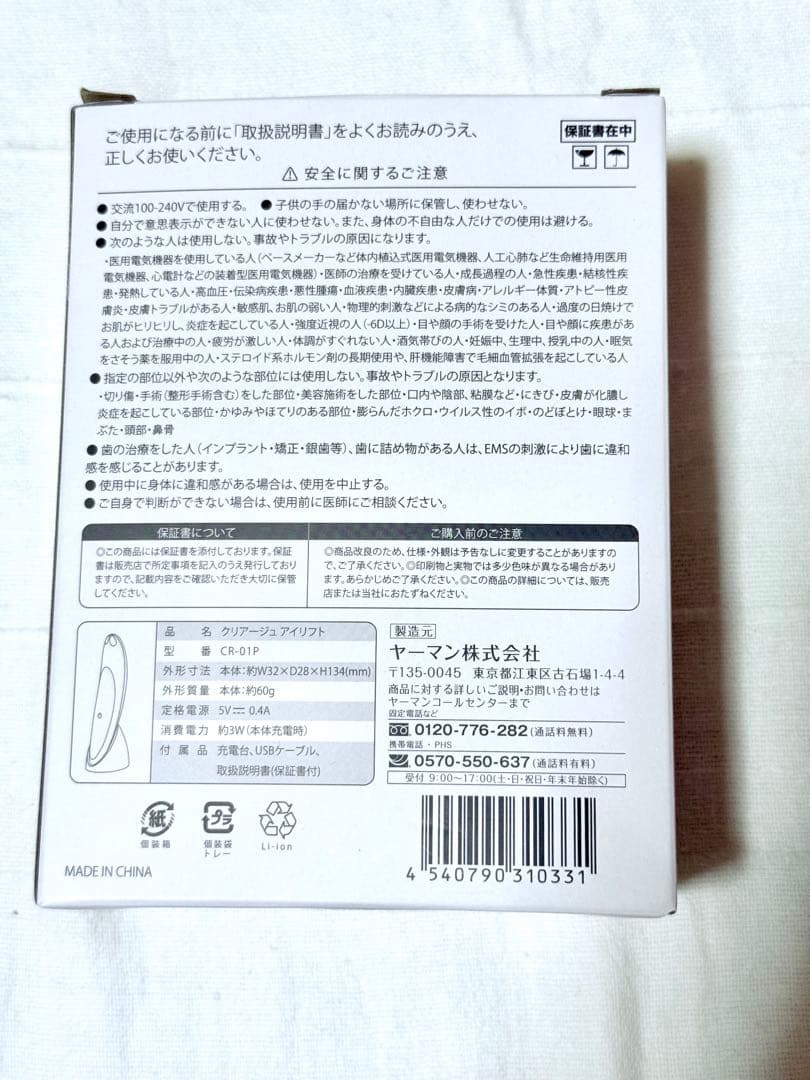 ご使用になる前に「取扱説明書」をよくお読みのうえ、
正しくお使いください。
保証書在中
⚠ 安全に関するご注意
● 交流100-240Vで使用する。 ● 子供の手の届かない場所に保管し、使わせない。
● 自分で意思表示ができない人に使わせない。また、身体の不自由な人だけでの使用は避ける。
● 次のような人は使用しない。事故やトラブルの原因になります。
・医用電気機器を使用している人(ペースメーカーなど体内植込式医用電気機器、人工心肺など生命維持用医用
電気機器、心電計などの装着型医用電気機器)・医師の治療を受けている人・成長過程の人・急性疾患・結核性疾
患・発熱している人・高血圧・伝染病疾患・悪性腫瘍・血液疾患・内臓疾患・皮膚病・アレルギー体質・アトピー性皮
膚炎・皮膚トラブルがある人・敏感肌、お肌の弱い人・物理的刺激などによる病的なシミのある人・過度の日焼けで
お肌がヒリヒリし、炎症を起こしている人・強度近視の人(-6D以上)・目や顔の手術を受けた人・目や顔に疾患があ
る人および治療中の人・疲労が激しい人・体調がすぐれない人・酒気帯びの人・妊娠中、生理中、授乳中の人・眠気
をさそう薬を服用中の人・ステロイド系ホルモン剤の長期使用や、肝機能障害で毛細血管拡張を起こしている人
● 指定の部位以外や次のような部位には使用しない。事故やトラブルの原因となります。
・切り傷・手術(整形手術含む)をした部位・美容施術をした部位・口内や陰部、粘膜など・にきび・皮膚が化膿し
炎症を起こしている部位・かゆみやほてりのある部位・膨らんだホクロ・ウイルス性のイボ・のどぼとけ・眼球・ま
ぶた・頭部・鼻骨
● 歯の治療をした人(インプラント・矯正・銀歯等)、歯に詰め物がある人は、EMSの刺激により歯に違和
感を感じることがあります。
● 使用中に身体に違和感がある場合は、使用を中止する。
● ご自身で判断ができない場合は、使用前に医師にご相談ください。
保証書について
◎この商品には保証書を添付しております。保証
書は販売店で所定事項を記入のうえ発行してお
りますので、記載内容をご確認いただき大切に保管
してください。
ご購入前のご注意
◎商品改良のため、仕様・外観は予告なしに変更することがありますの
で、ご了承ください。◎印刷物と実物では多少色味が異なる場合があり
ます。あらかじめご了承ください。◎この商品の詳細については、販売
店または当社におたずねください。
品 名 クリアージュ アイリフト
型 番 CR-01P
外形寸法 本体:約W32×D28×H134(mm)
外形質量 本体:約60g
定格電源 5V⎓ 0.4A
消費電力 約3W(本体充電時)
付属品 充電台、USBケーブル、
取扱説明書(保証書付)
製造元
ヤーマン株式会社
〒135-0045 東京都江東区古石場1-4-4
商品に対する詳しいご説明・お問い合わせは
ヤーマンコールセンターまで
固定電話など
0120-776-282(通話料無料)
携帯電話・PHS
0570-550-637(通話料有料)
受付 9:00〜17:00(土・日・祝日・年末年始除く)
紙
個装箱
プラ
個装袋
トレー
Li-ion
MADE IN CHINA
4 540790 310331